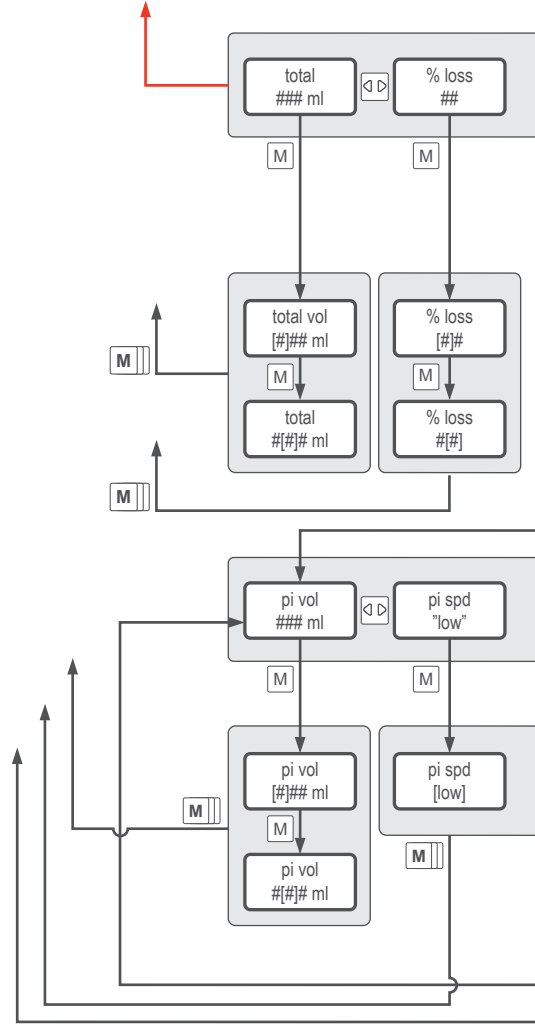 total
### ml
% loss
##
M
M
total vol
[#]## ml
% loss
[#]#
M
M
M
total
#[#]# ml
% loss
#[#]
M
pi vol
### ml
pi spd
"low"
M
M
pi vol
[#]## ml
pi spd
[low]
M
M
M
pi vol
#[#]# ml